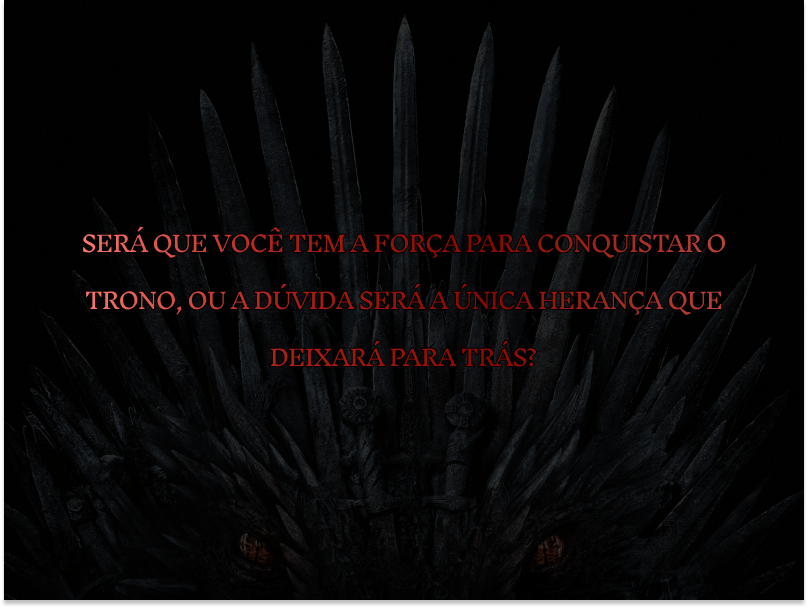 SERÁ QUE VOCÊ TEM A FORÇA PARA CONQUISTAR O
TRONO, OU A DÚVIDA SERÁ A ÚNICA HERANÇA QUE
DEIXARÁ PARA TRÁS?